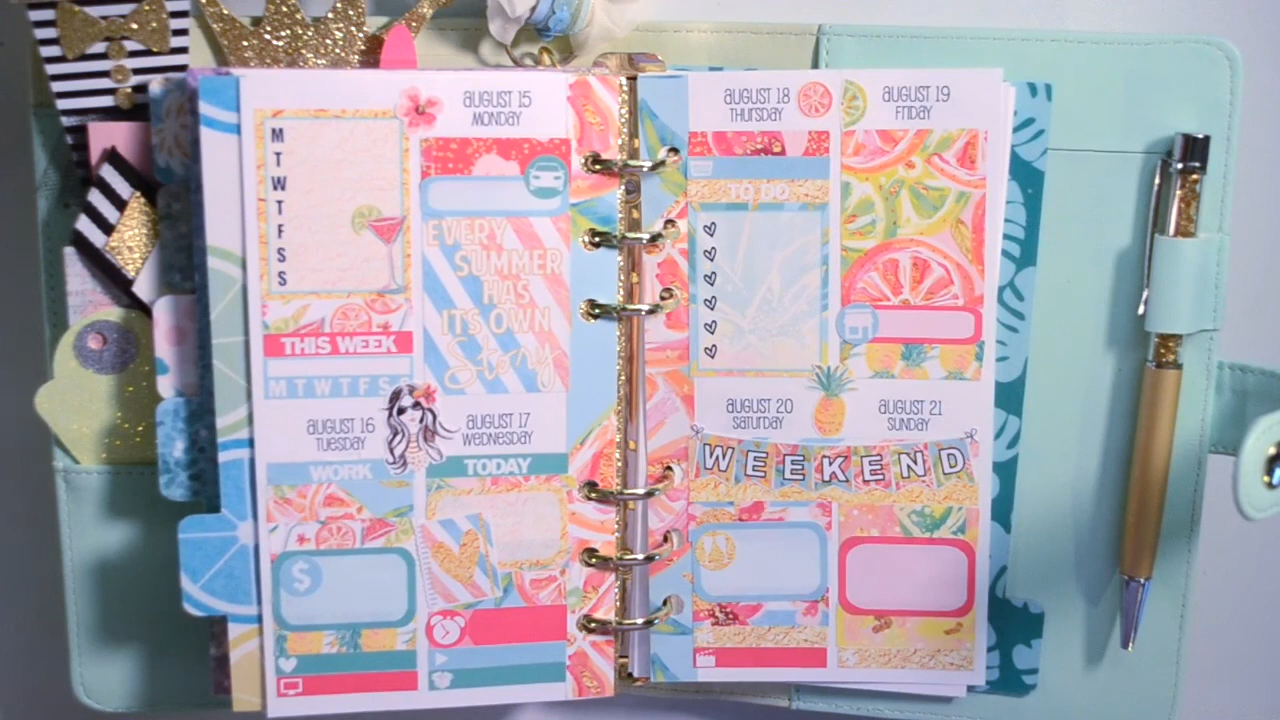 M
T
W
T
F
S
S
THIS WEEK
M T W T F S
AUGUST 15
MONDAY
EVERY
SUMMER
HAS
ITS OWN
Story
AUGUST 16
TUESDAY
WORK
$
AUGUST 17
WEDNESDAY
TODAY
AUGUST 18
THURSDAY
TO DO
AUGUST 19
FRIDAY
AUGUST 20
SATURDAY
AUGUST 21
SUNDAY
WEEKEND